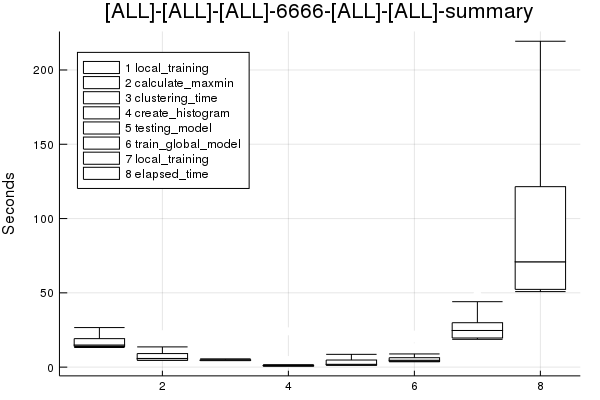 [ALL]-[ALL]-[ALL]-6666-[ALL]-[ALL]-summary
200
150
100
50
0
Seconds
1 local_training
2 calculate_maxmin
3 clustering_time
4 create_histogram
5 testing_model
6 train_global_model
7 local_training
8 elapsed_time
2
4
6
8